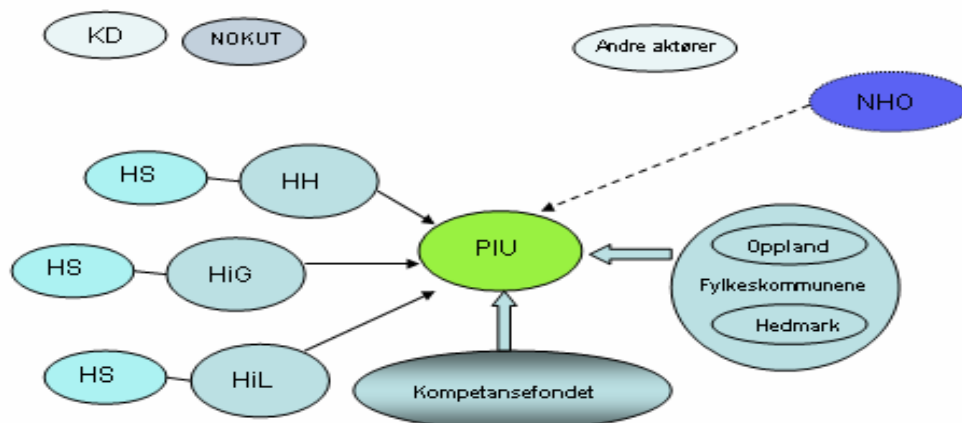 KD
NOKUT
Andre aktører
NHO
HS
HH
HS
HiG
PIU
Oppland
Fylkeskommunene
Hedmark
HS
HiL
Kompetansefondet